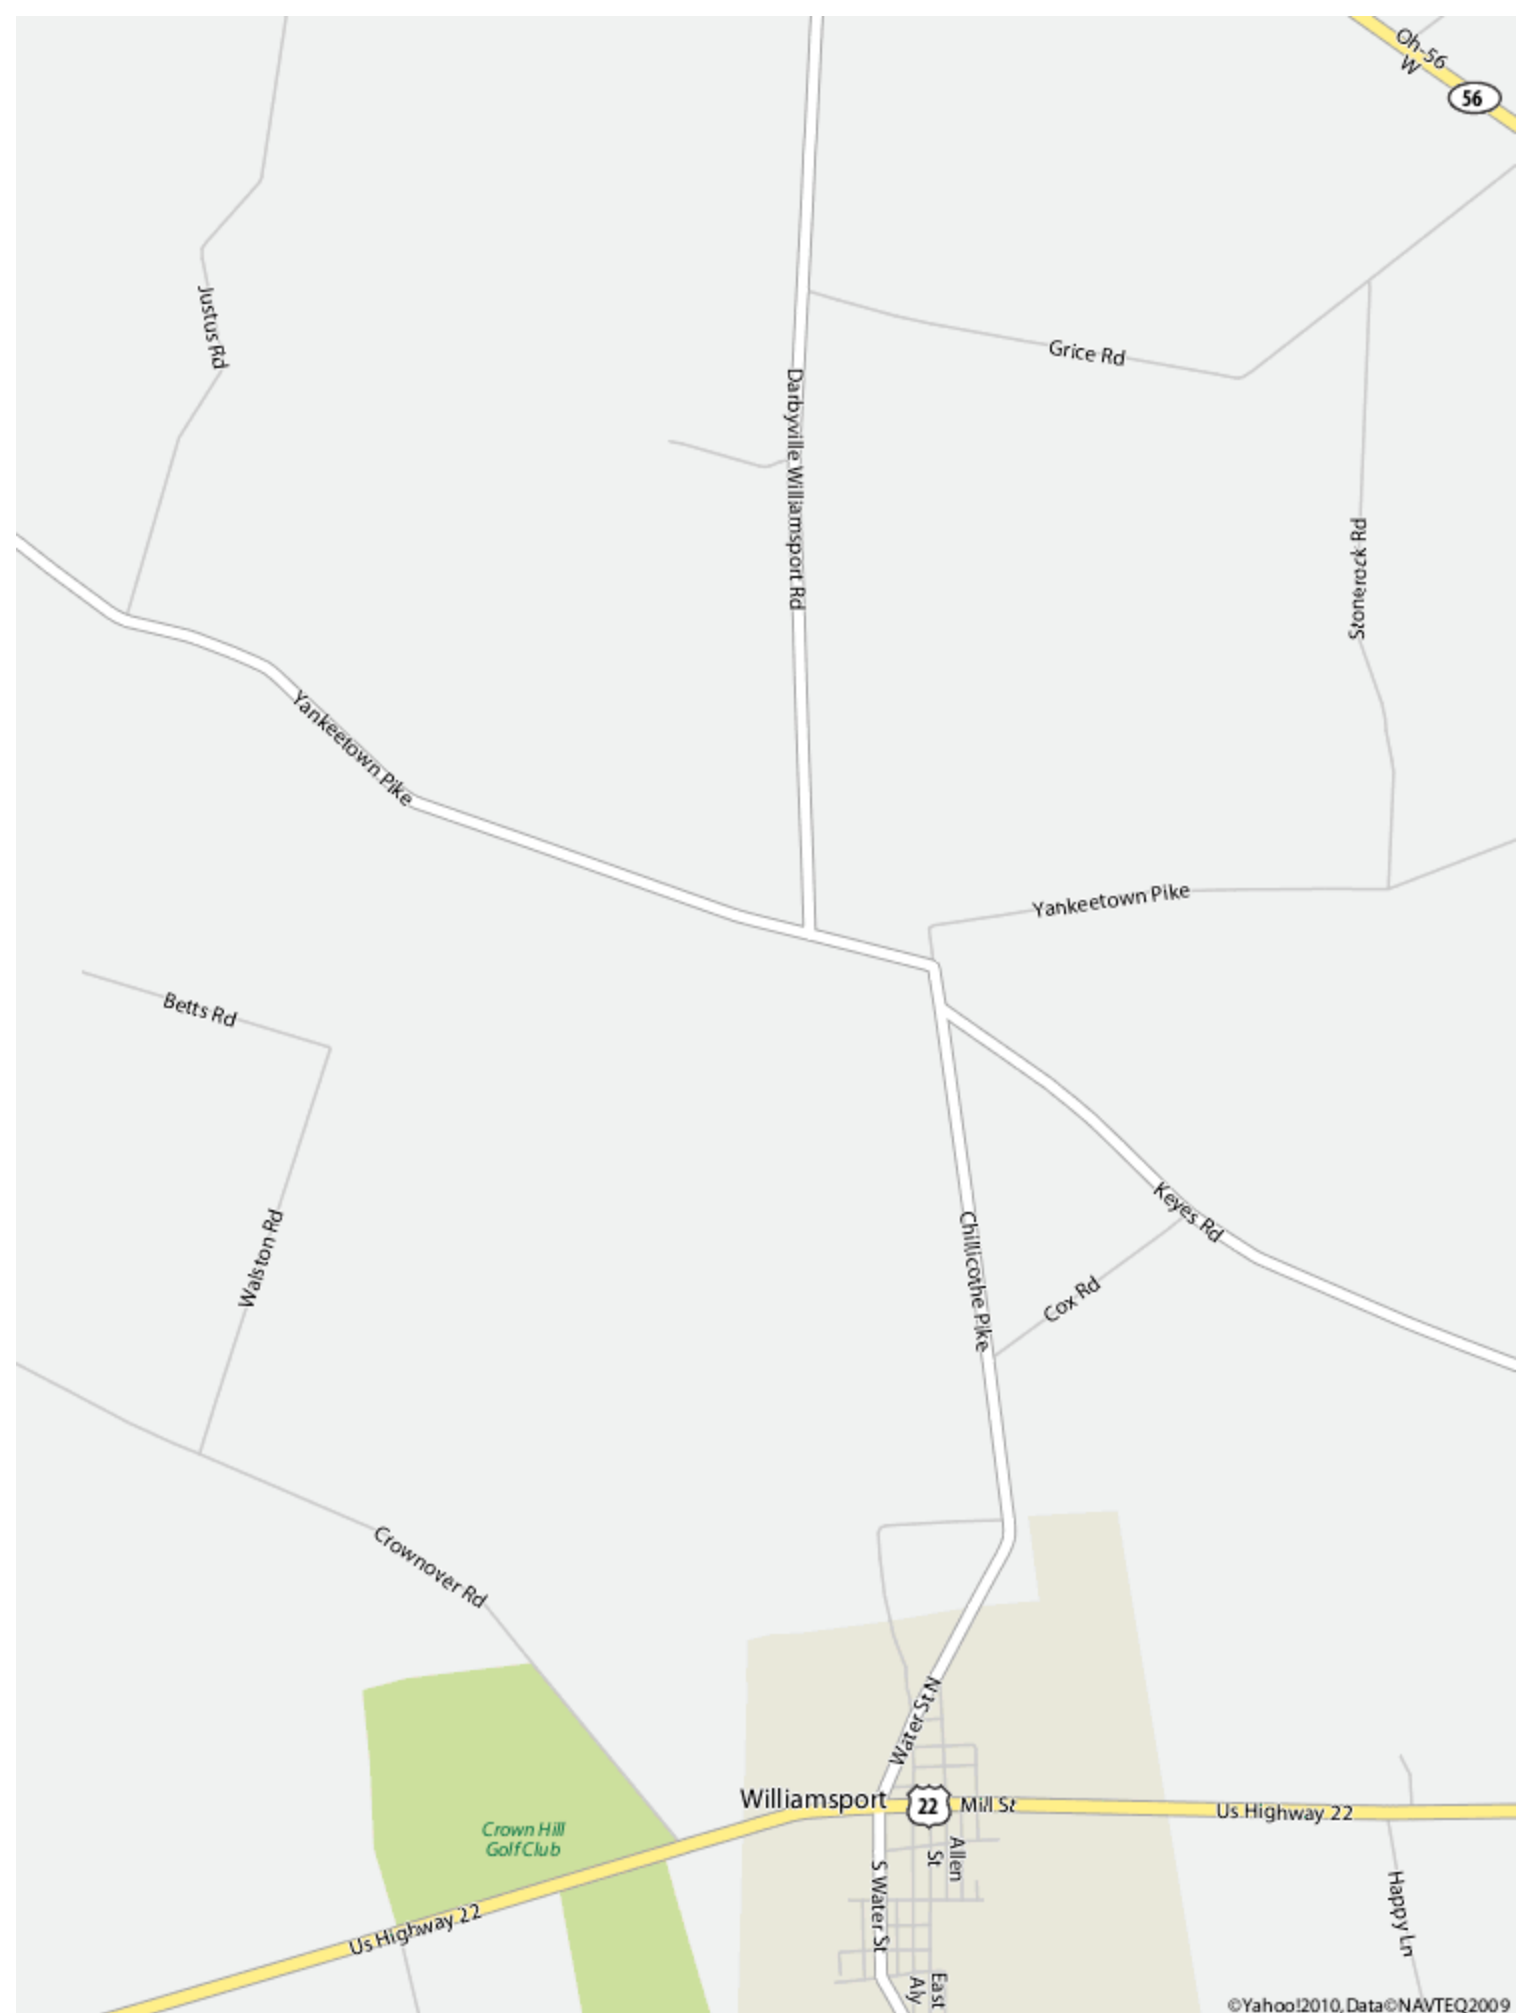 Oh-56
W
56
Justus Rd
Grice Rd
Darbyville Williamsport Rd
Stonerock Rd
Yankeetown Pike
Yankeetown Pike
Betts Rd
Keyes Rd
Walston Rd
Chillicothe Pike
Cox Rd
Crownover Rd
Water St N
Williamsport
22
Mill St
Us Highway 22
Crown Hill
Golf Club
Allen
St
S Water St
Happy Ln
Us Highway 22
East
Aly
©Yahoo!2010, Data©NAVTEQ2009